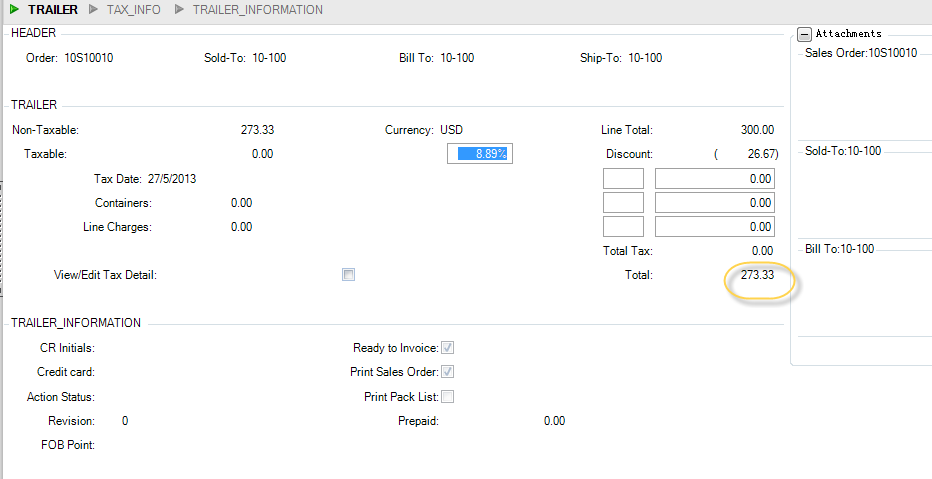 TRAILER TAX_INFO TRAILER_INFORMATION
HEADER
Order: 10S10010 Sold-To: 10-100 Bill To: 10-100 Ship-To: 10-100
TRAILER
Non-Taxable: 273.33 Currency: USD Line Total: 300.00
Taxable: 0.00 8.89% Discount: ( 26.67)
Tax Date: 27/5/2013 0.00
Containers: 0.00 0.00
Line Charges: 0.00 0.00
Total Tax: 0.00
View/Edit Tax Detail: Total: 273.33
TRAILER_INFORMATION
CR Initials: Ready to Invoice:
Credit card: Print Sales Order:
Action Status: Print Pack List:
Revision: 0 Prepaid: 0.00
FOB Point:
Attachments
Sales Order:10S10010
Sold-To:10-100
Bill To:10-100